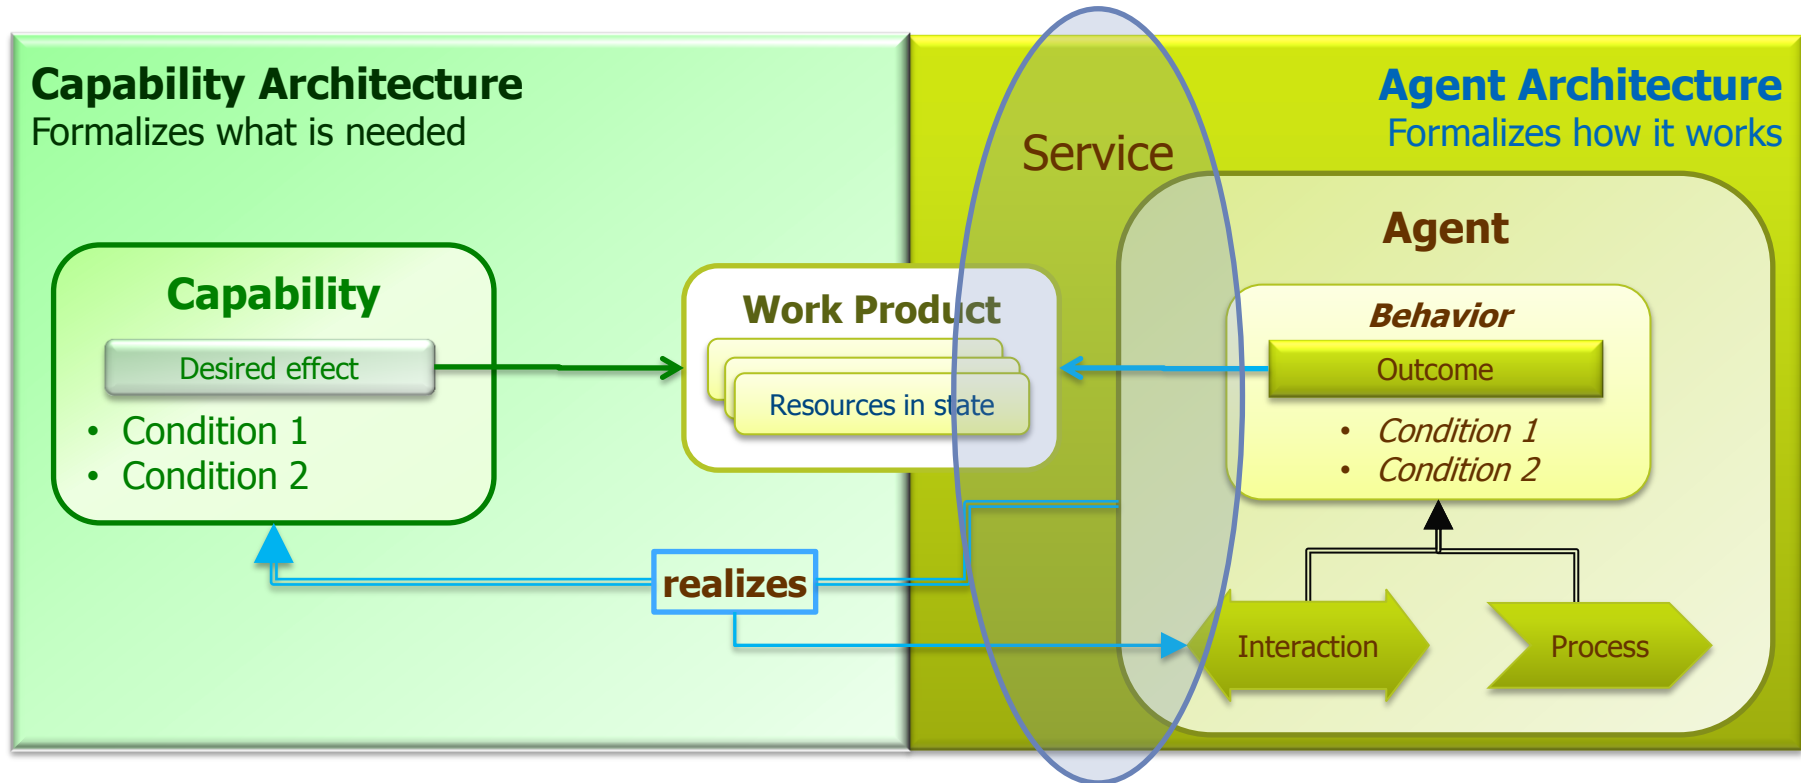 Capability Architecture
Formalizes what is needed
Agent Architecture
Formalizes how it works
Service
Agent
Capability
Desired effect
• Condition 1
• Condition 2
Work Product
Resources in state
Behavior
Outcome
• Condition 1
• Condition 2
realizes
Interaction
Process